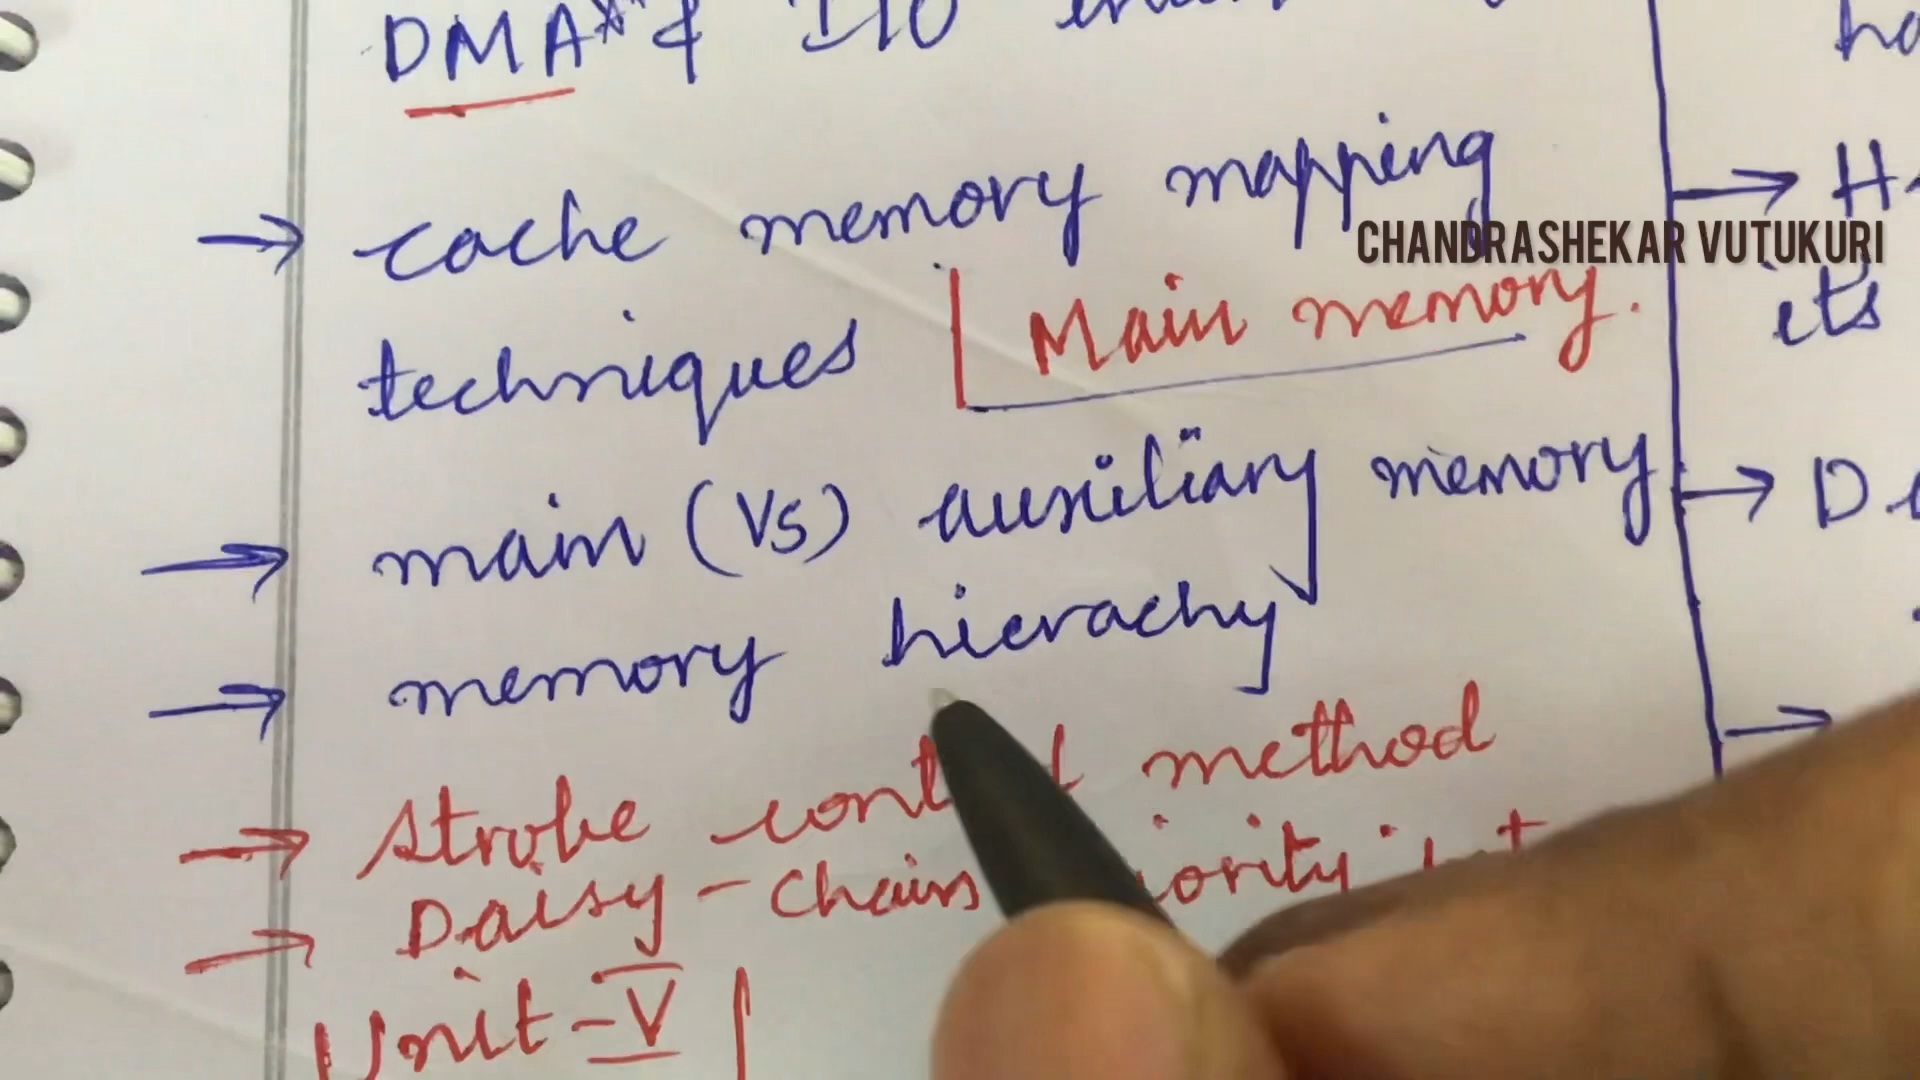 DMA** & I/O
→ cache memory mapping
CHANDRASHEKAR VUTUKURI
techniques | Main memory.
→ main (Vs) auxiliary memory
→ memory hierachy
→ Strobe method
→ Daisy - Chain
Unit - V
→ H
its
→ D